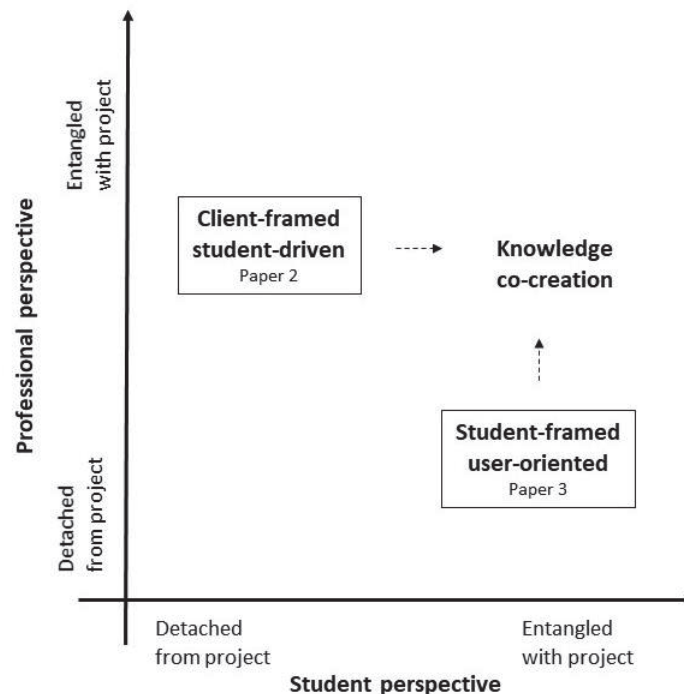 Professional perspective
Entangled
with project
Detached
from project
Client-framed
student-driven
Paper 2
Knowledge
co-creation
Student-framed
user-oriented
Paper 3
Detached
from project
Entangled
with project
Student perspective